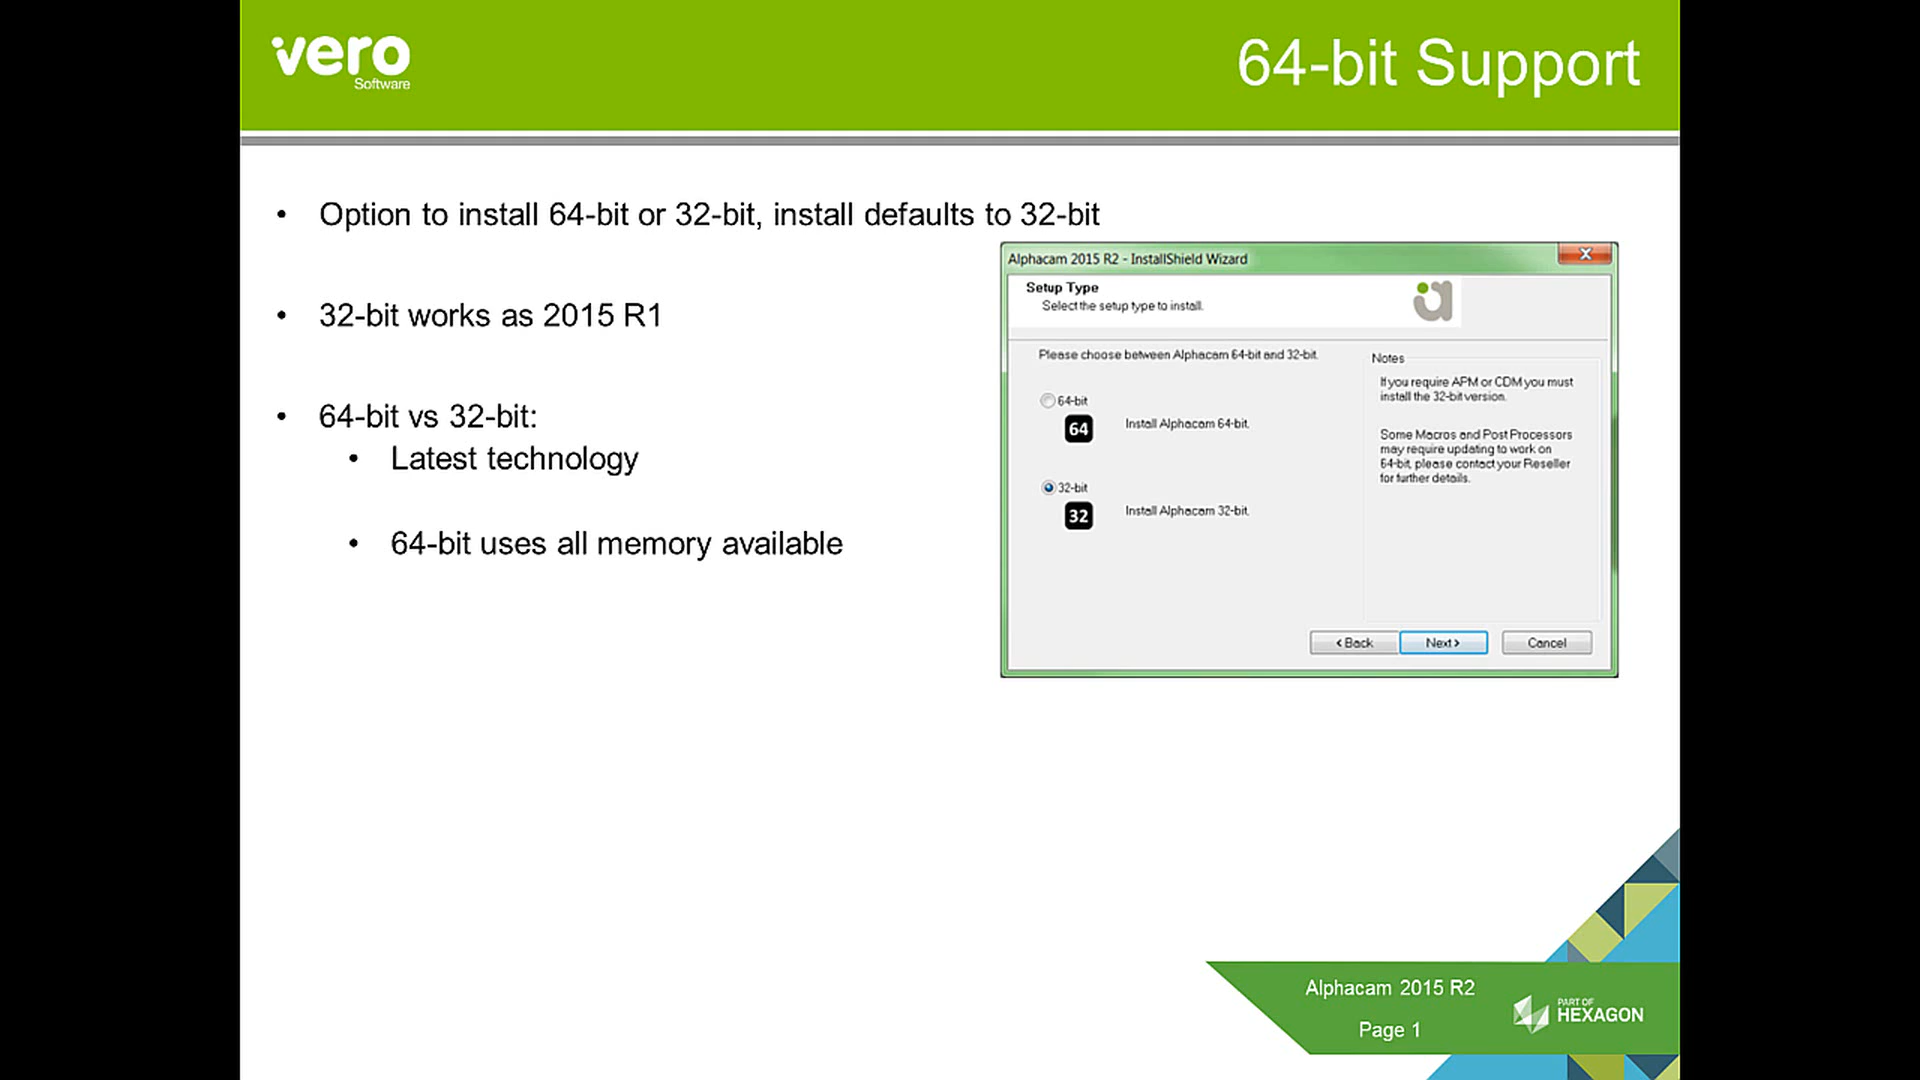 vero
Software
64-bit Support
• Option to install 64-bit or 32-bit, install defaults to 32-bit
• 32-bit works as 2015 R1
• 64-bit vs 32-bit:
• Latest technology
• 64-bit uses all memory available
Alphacam 2015 R2 - InstallShield Wizard
Setup Type
Select the setup type to install.
Please choose between Alphacam 64-bit and 32-bit.
64-bit
64
Install Alphacam 64-bit.
32-bit
32
Install Alphacam 32-bit.
Notes
If you require APM or CDM you must
install the 32-bit version.
Some Macros and Post Processors
may require updating to work on
64-bit, please contact your Reseller
for further details.
< Back
Next >
Cancel
Alphacam 2015 R2
Page 1
PART OF
HEXAGON